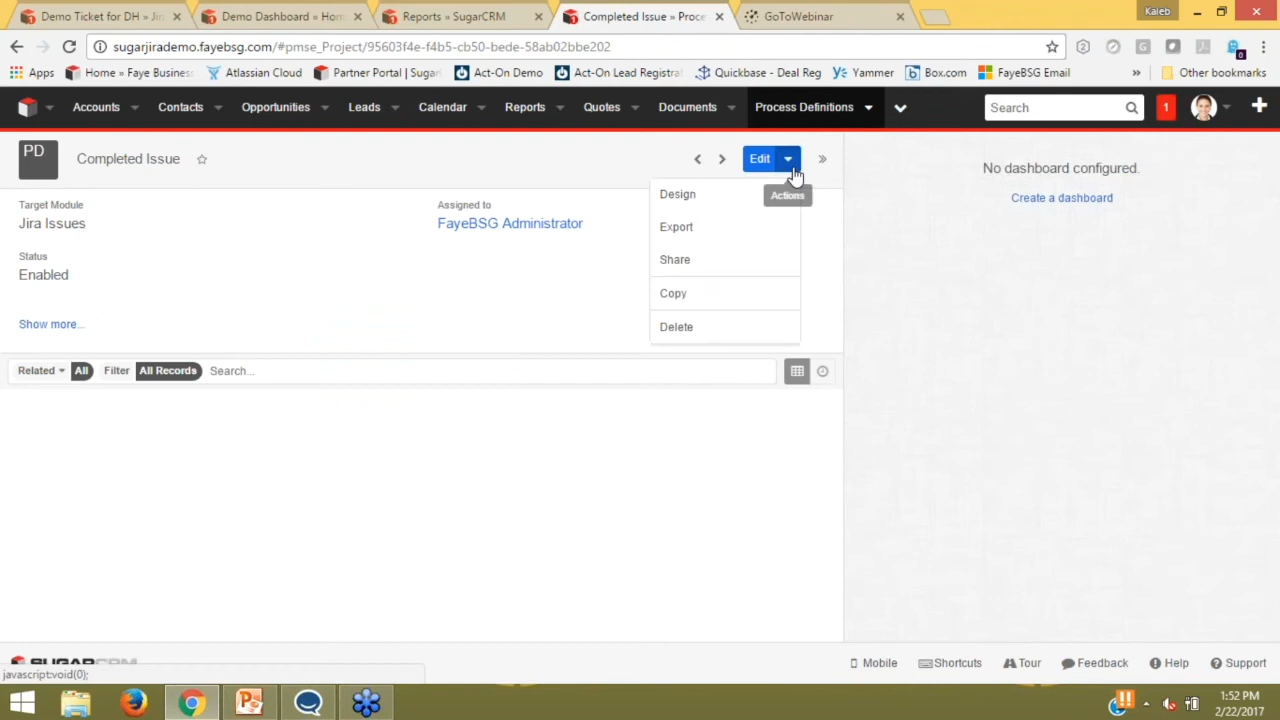 Demo Ticket for DH » Jir
Demo Dashboard » Hom
Reports » SugarCRM
Completed Issue » Proce
GoToWebinar
Kaleb
sugarjirademo.fayebsg.com/#pmse_Project/95603f4e-f4b5-cb50-bede-58ab02bbe202
Apps Home » Faye Busines Atlassian Cloud Partner Portal | Sugar Act-On Demo Act-On Lead Registrat Quickbase - Deal Reg Yammer Box.com FayeBSG Email » Other bookmarks
Accounts Contacts Opportunities Leads Calendar Reports Quotes Documents Process Definitions Search 1
PD Completed Issue Edit
Actions
Design
Export
Share
Copy
Delete
Target Module
Jira Issues
Assigned to
FayeBSG Administrator
Status
Enabled
Show more...
No dashboard configured.
Create a dashboard
Related All Filter All Records Search...
SUGARCRM
Mobile Shortcuts Tour Feedback Help Support
javascript:void(0);
1:52 PM
2/22/2017